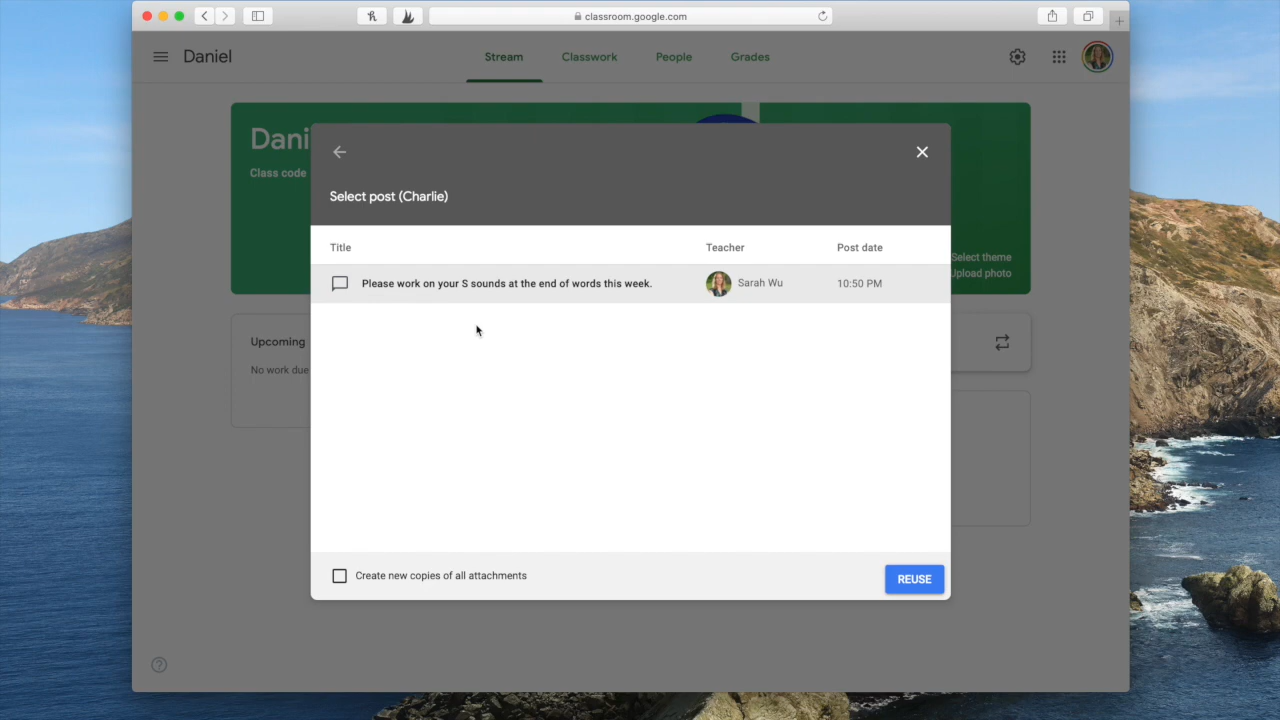 classroom.google.com
Daniel
Stream
Classwork
People
Grades
Class code
Select theme
Upload photo
Select post (Charlie)
Title
Teacher
Post date
Please work on your S sounds at the end of words this week.
Sarah Wu
10:50 PM
Upcoming
No work due
Create new copies of all attachments
REUSE